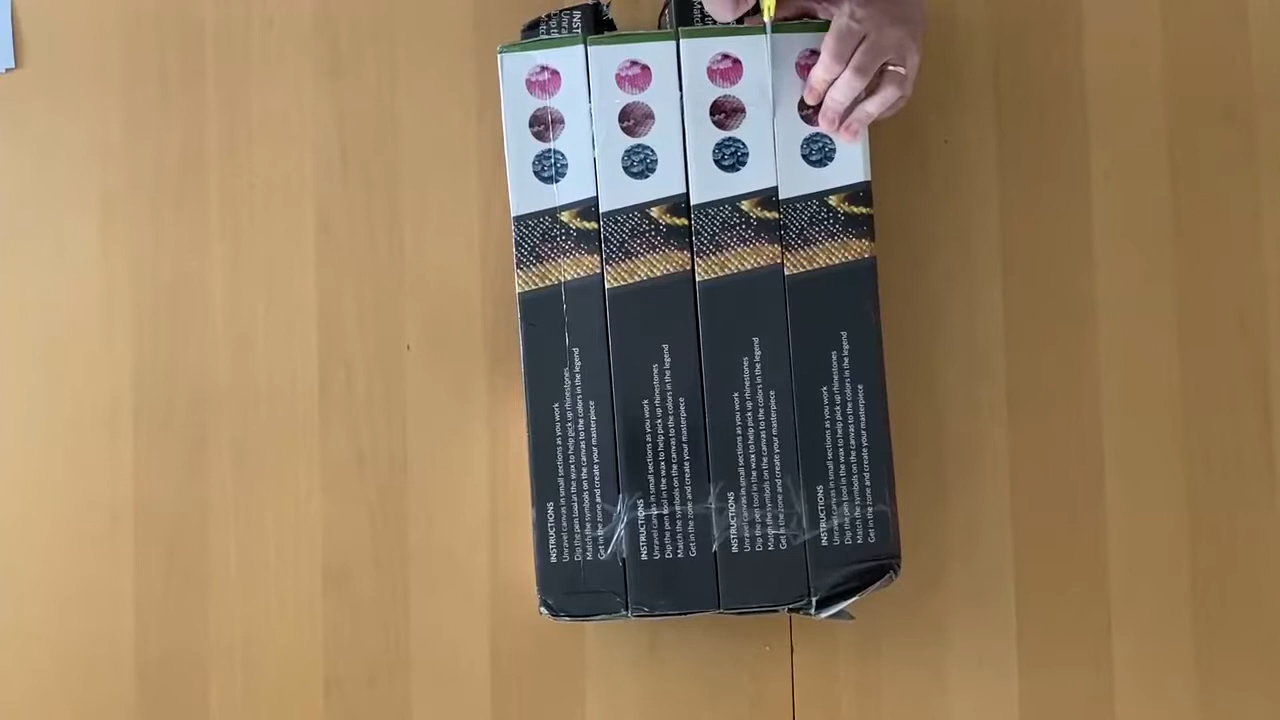 INST
Unra
Dip t
Matc
INSTRUCTIONS
Unravel canvas in small sections as you work
Dip the pen tool in the wax to help pick up rhinestones
Match the symbols on the canvas to the colors in the legend
Get in the zone and create your masterpiece
INSTRUCTIONS
Unravel canvas in small sections as you work
Dip the pen tool in the wax to help pick up rhinestones
Match the symbols on the canvas to the colors in the legend
Get in the zone and create your masterpiece
INSTRUCTIONS
Unravel canvas in small sections as you work
Dip the pen tool in the wax to help pick up rhinestones
Match the symbols on the canvas to the colors in the legend
Get in the zone and create your masterpiece
INSTRUCTIONS
Unravel canvas in small sections as you work
Dip the pen tool in the wax to help pick up rhinestones
Match the symbols on the canvas to the colors in the legend
Get in the zone and create your masterpiece